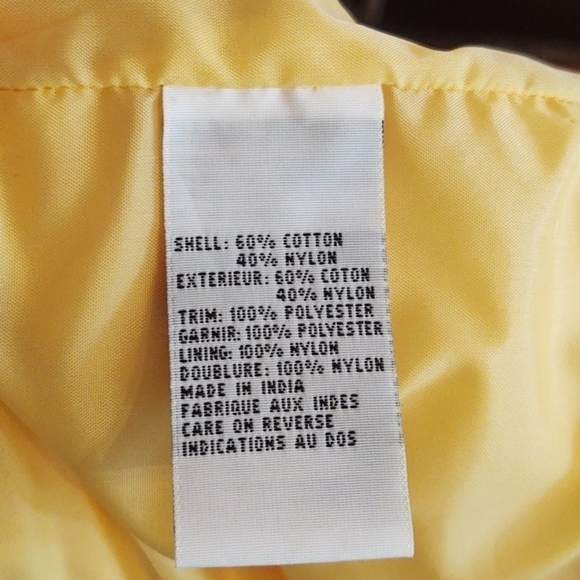 SHELL: 60% COTTON
40% NYLON
EXTERIEUR: 60% COTON
40% NYLON
TRIM: 100% POLYESTER
GARNIR: 100% POLYESTER
LINING: 100% NYLON
DOUBLURE: 100% NYLON
MADE IN INDIA
FABRIQUE AUX INDES
CARE ON REVERSE
INDICATIONS AU DOS